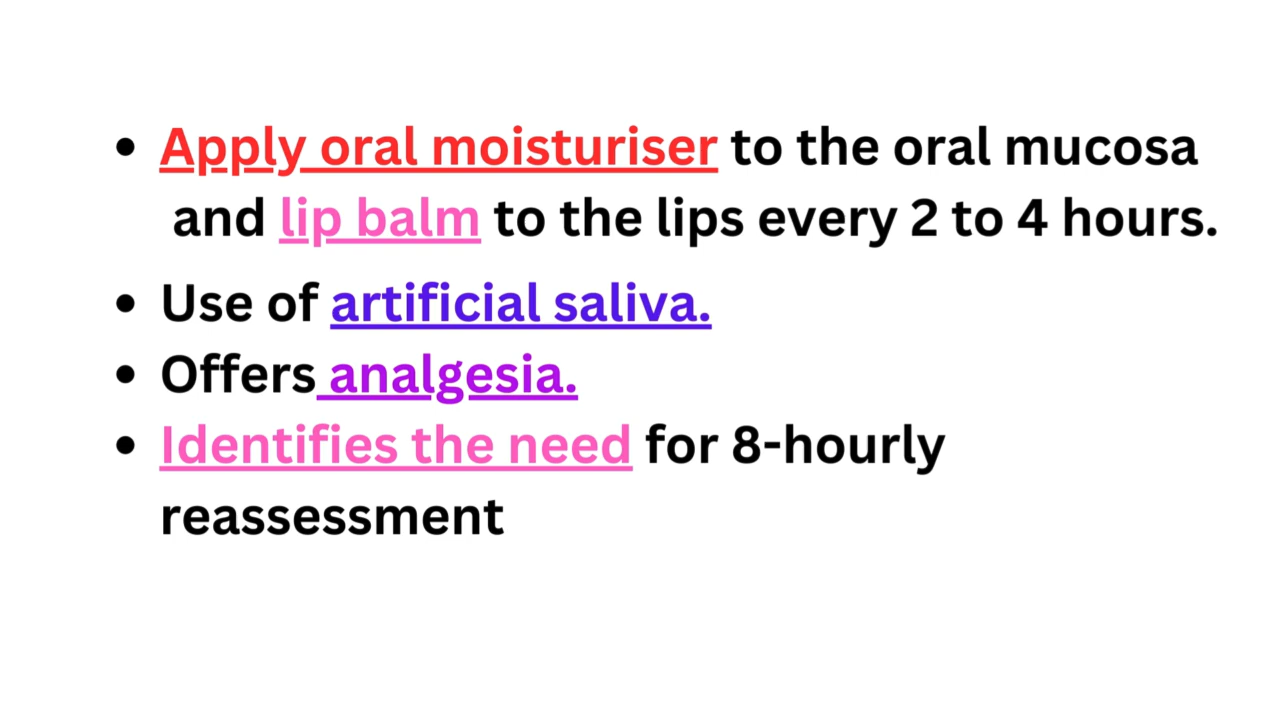 • Apply oral moisturiser to the oral mucosa
and lip balm to the lips every 2 to 4 hours.
• Use of artificial saliva.
• Offers analgesia.
• Identifies the need for 8-hourly
reassessment